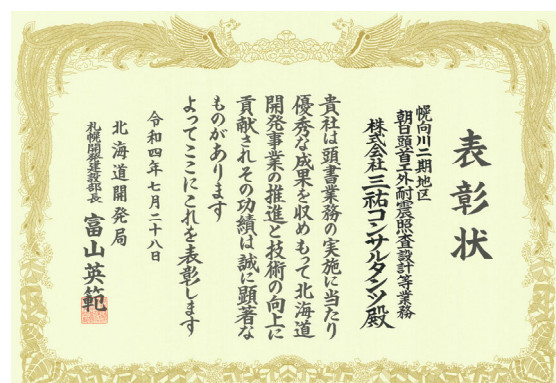 表彰状
幌向川二期地区
朝日頭首工外耐震照査設計等業務
株式会社三祐コンサルタンツ殿
貴社は頭書業務の実施に当たり
優秀な成果を収めもって北海道
開発事業の推進と技術の向上に
貢献されその功績は誠に顕著な
ものがあります
よってここにこれを表彰します
令和四年七月二十八日
北海道開発局
札幌開発建設部長 富山英範